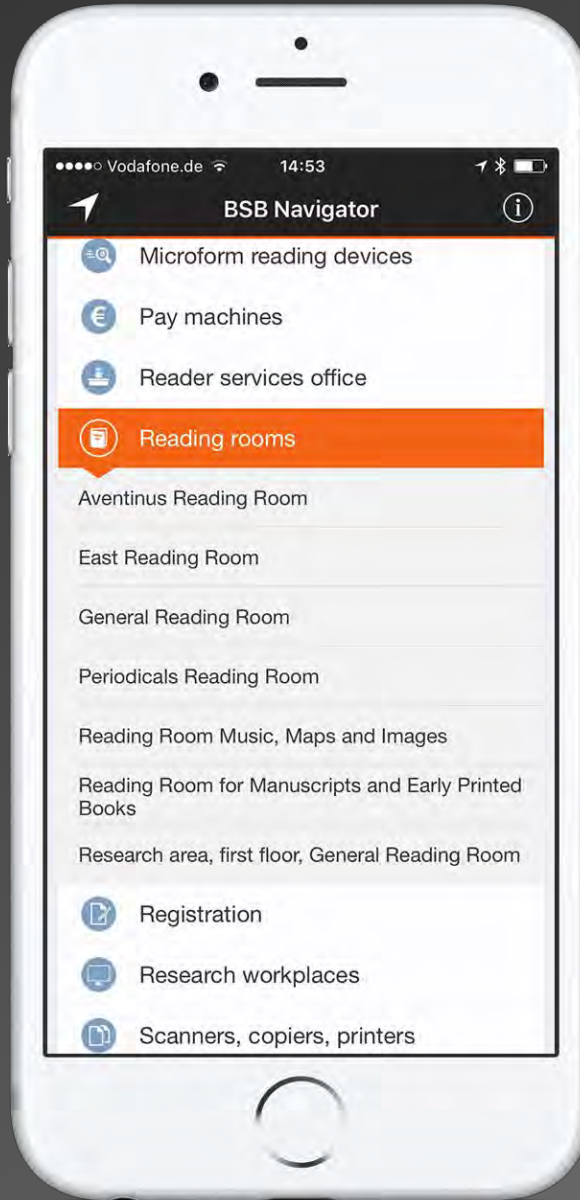 Vodafone.de 14:53
BSB Navigator
Microform reading devices
Pay machines
Reader services office
Reading rooms
Aventinus Reading Room
East Reading Room
General Reading Room
Periodicals Reading Room
Reading Room Music, Maps and Images
Reading Room for Manuscripts and Early Printed
Books
Research area, first floor, General Reading Room
Registration
Research workplaces
Scanners, copiers, printers